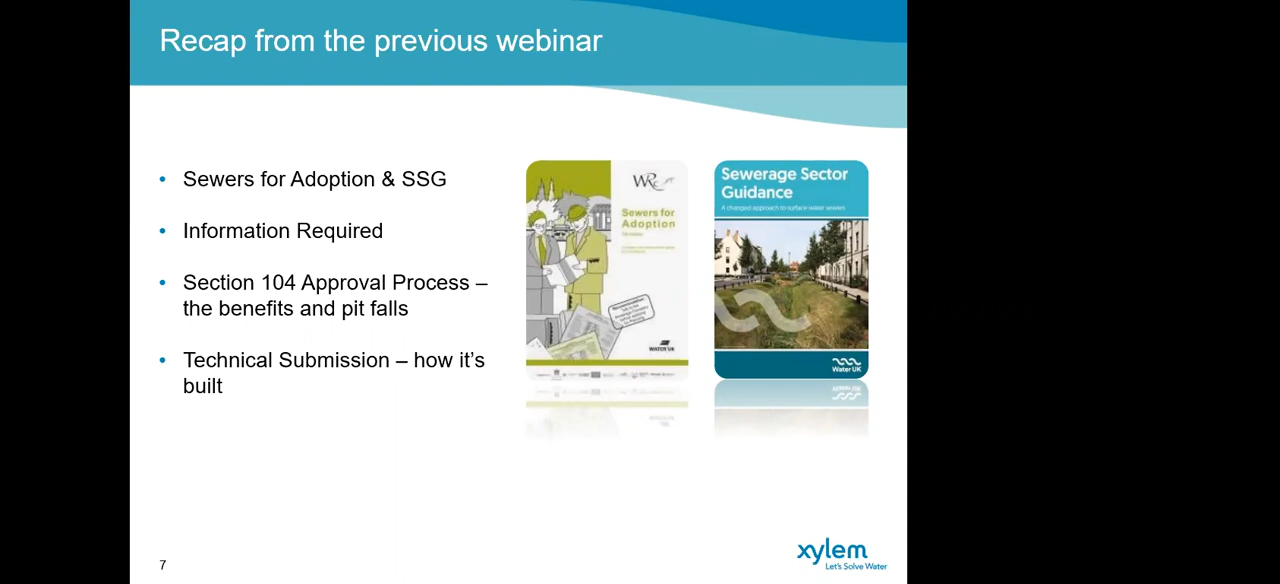 Recap from the previous webinar
• Sewers for Adoption & SSG
• Information Required
• Section 104 Approval Process –
the benefits and pit falls
• Technical Submission – how it's
built
WRc
Sewers for
Adoption
WATER UK
Sewerage Sector
Guidance
A changed approach to surface water sewers
Water UK
7
xylem
Let's Solve Water